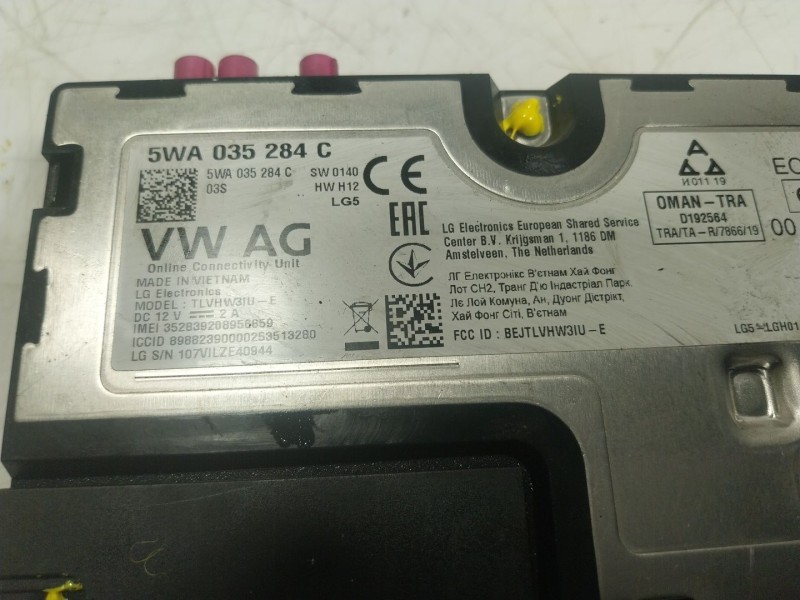 5WA 035 284 C
5WA 035 284 C SW 0140
03S HW H12
LG5
CE
EAC
VW AG
Online Connectivity Unit
MADE IN VIETNAM
LG Electronics
MODEL : TLVHW3IU-E
DC 12 V 2 A
IMEI 352839208956859
ICCID 89882390000253513280
LG S/N 107VILZE40944
LG Electronics European Shared Service
Center B.V. Krijgsman 1, 1186 DM
Amstelveen, The Netherlands
ЛГ Електронікс В'єтнам Хай Фонг
Лот CH2, Транг Д'ю Індастріал Парк,
Лє Лой Комуна, Ан, Дуонг Дістрікт,
Хай Фонг Сіті, В'єтнам
FCC ID : BEJTLVHW3IU-E
A
И011 19
OMAN-TRA
D192564
TRA/TA-R/7866/19
00